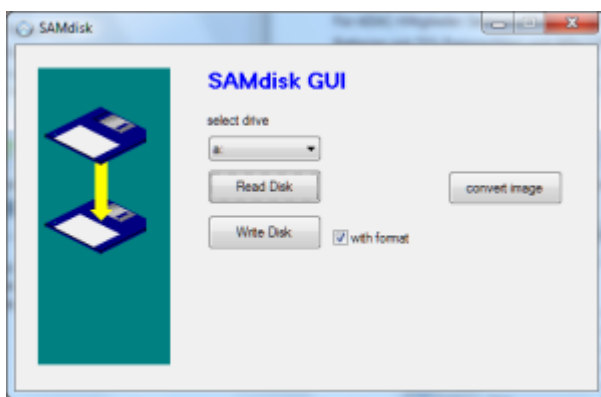 SAMdisk
SAMdisk GUI
select drive
a:
Read Disk
convert image
Write Disk
with format